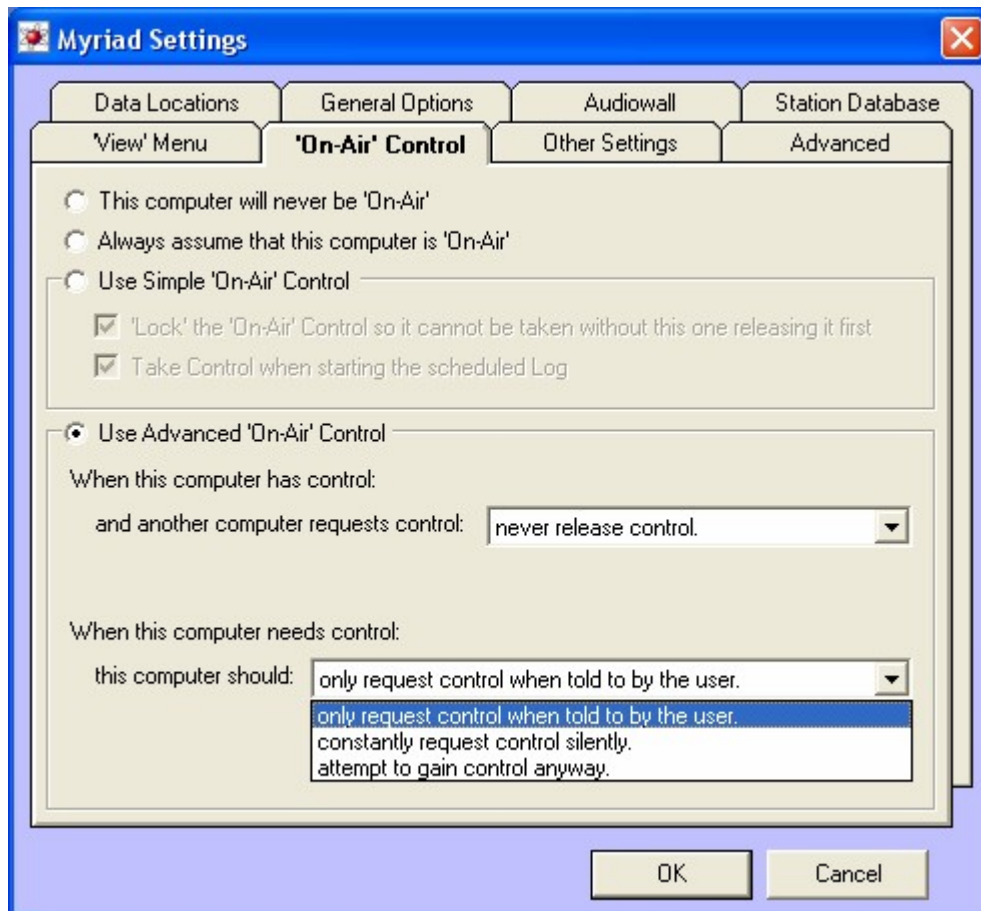 Myriad Settings
Data Locations General Options Audiowall Station Database
'View' Menu 'On-Air' Control Other Settings Advanced
This computer will never be 'On-Air'
Always assume that this computer is 'On-Air'
Use Simple 'On-Air' Control
'Lock' the 'On-Air' Control so it cannot be taken without this one releasing it first
Take Control when starting the scheduled Log
Use Advanced 'On-Air' Control
When this computer has control:
and another computer requests control: never release control.
When this computer needs control:
this computer should: only request control when told to by the user.
only request control when told to by the user.
constantly request control silently.
attempt to gain control anyway.
OK Cancel